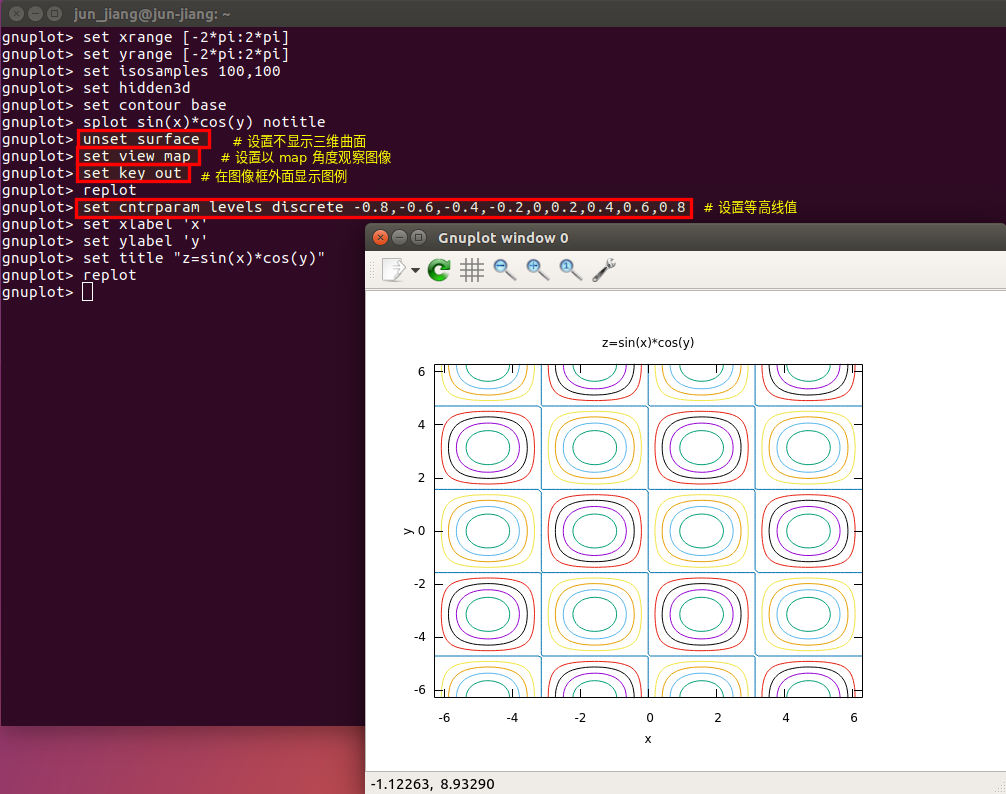 jun_jiang@jun-jiang: ~
gnuplot> set xrange [-2*pi:2*pi]
gnuplot> set yrange [-2*pi:2*pi]
gnuplot> set isosamples 100,100
gnuplot> set hidden3d
gnuplot> set contour base
gnuplot> splot sin(x)*cos(y) notitle
gnuplot> unset surface # 设置不显示三维曲面
gnuplot> set view map # 设置以 map 角度观察图像
gnuplot> set key out # 在图像框外面显示图例
gnuplot> replot
gnuplot> set cntrparam levels discrete -0.8,-0.6,-0.4,-0.2,0,0.2,0.4,0.6,0.8 # 设置等高线值
gnuplot> set xlabel 'x'
gnuplot> set ylabel 'y'
gnuplot> set title "z=sin(x)*cos(y)"
gnuplot> replot
gnuplot>
Gnuplot window 0
1
z=sin(x)*cos(y)
6
4
2
y 0
-2
-4
-6
-6 -4 -2 0 2 4 6
x
-1.12263, 8.93290